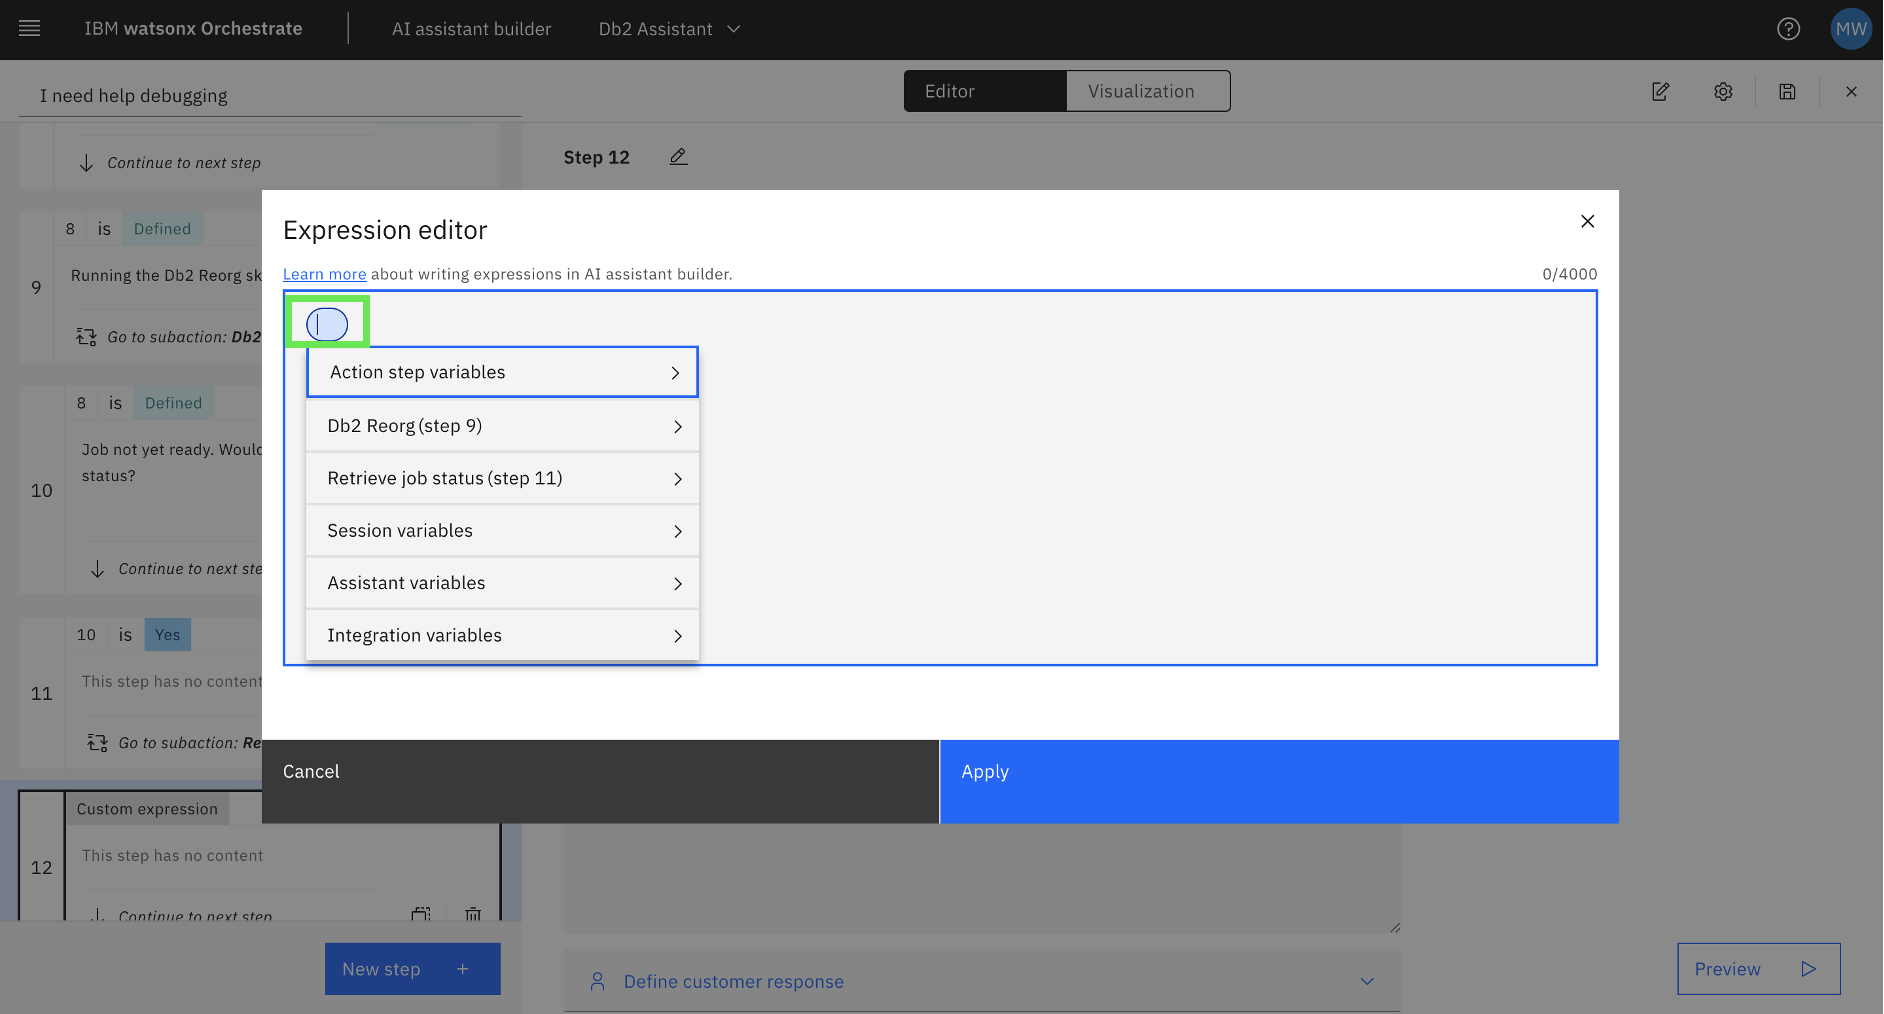 IBM watsonx Orchestrate
AI assistant builder
Db2 Assistant
MW
I need help debugging
Editor
Visualization
Continue to next step
Step 12
8 is Defined
9
Running the Db2 Reorg sk
Go to subaction: Db2
8 is Defined
10
Job not yet ready. Would
status?
Continue to next ste
10 is Yes
11
This step has no content
Go to subaction: Re
Custom expression
12
This step has no content
Continue to next step
New step +
Expression editor
Learn more about writing expressions in AI assistant builder.
0/4000
Action step variables
Db2 Reorg (step 9)
Retrieve job status (step 11)
Session variables
Assistant variables
Integration variables
Cancel
Apply
Define customer response
Preview